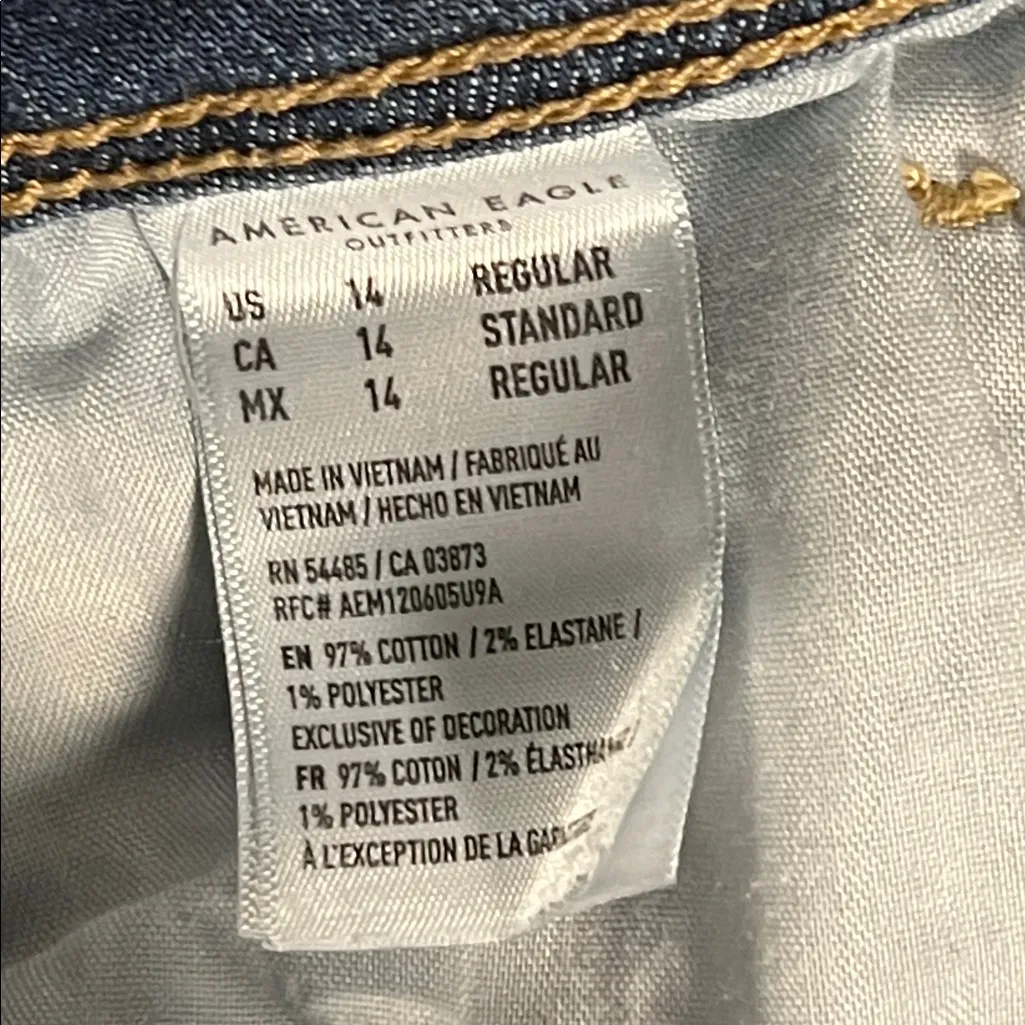 AMERICAN EAGLE
OUTFITTERS
US 14 REGULAR
CA 14 STANDARD
MX 14 REGULAR
MADE IN VIETNAM / FABRIQUÉ AU
VIETNAM / HECHO EN VIETNAM
RN 54485 / CA 03873
RFC# AEM120605U9A
EN 97% COTTON / 2% ELASTANE /
1% POLYESTER
EXCLUSIVE OF DECORATION
FR 97% COTON / 2%
1% POLYESTER
À L'EXCEPTION DE LA